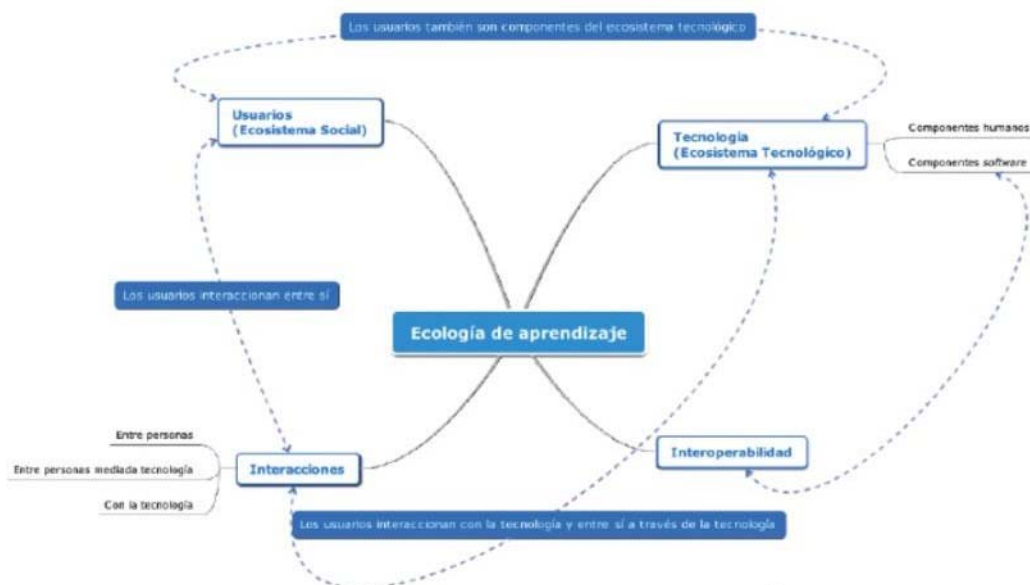 Los usuarios también son componentes del ecosistema tecnológico
Usuarios
(Ecosistema Social)
Tecnología
(Ecosistema Tecnológico)
Componentes humanos
Componentes software
Los usuarios interaccionan entre sí
Ecología de aprendizaje
Entre personas
Entre personas mediada tecnología
Con la tecnología
Interacciones
Interoperabilidad
Los usuarios interaccionan con la tecnología y entre sí a través de la tecnología